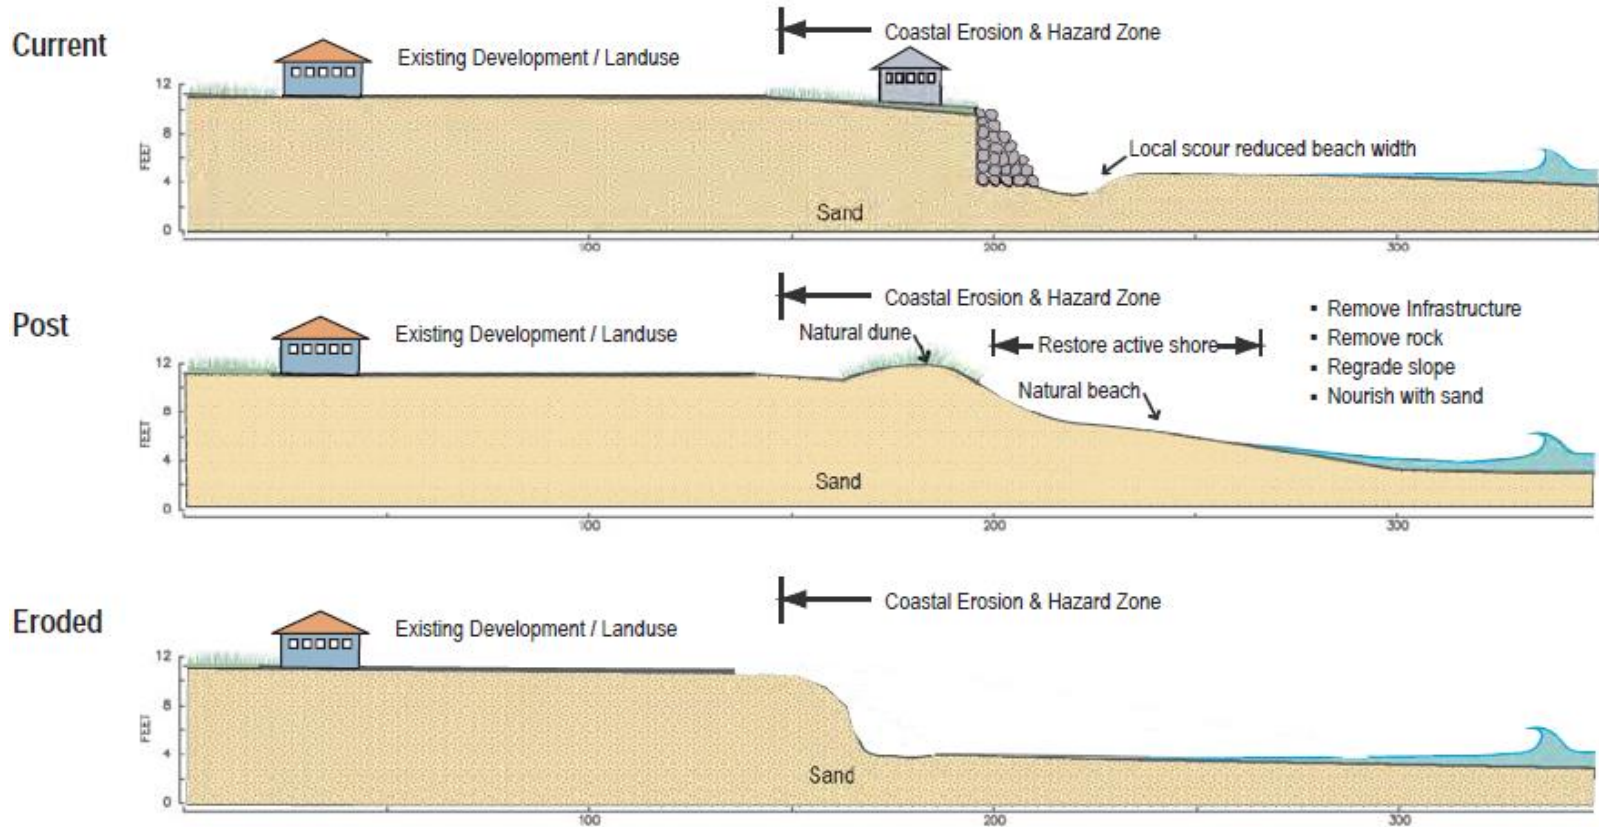 Current
Existing Development / Landuse
Coastal Erosion & Hazard Zone
Local scour reduced beach width
Sand
FEET
12
8
4
0
100
200
300
Post
Existing Development / Landuse
Coastal Erosion & Hazard Zone
Natural dune
Restore active shore
Natural beach
▪ Remove Infrastructure
▪ Remove rock
▪ Regrade slope
▪ Nourish with sand
Sand
FEET
12
8
4
0
100
200
300
Eroded
Existing Development / Landuse
Coastal Erosion & Hazard Zone
Sand
FEET
12
8
4
0
100
200
300